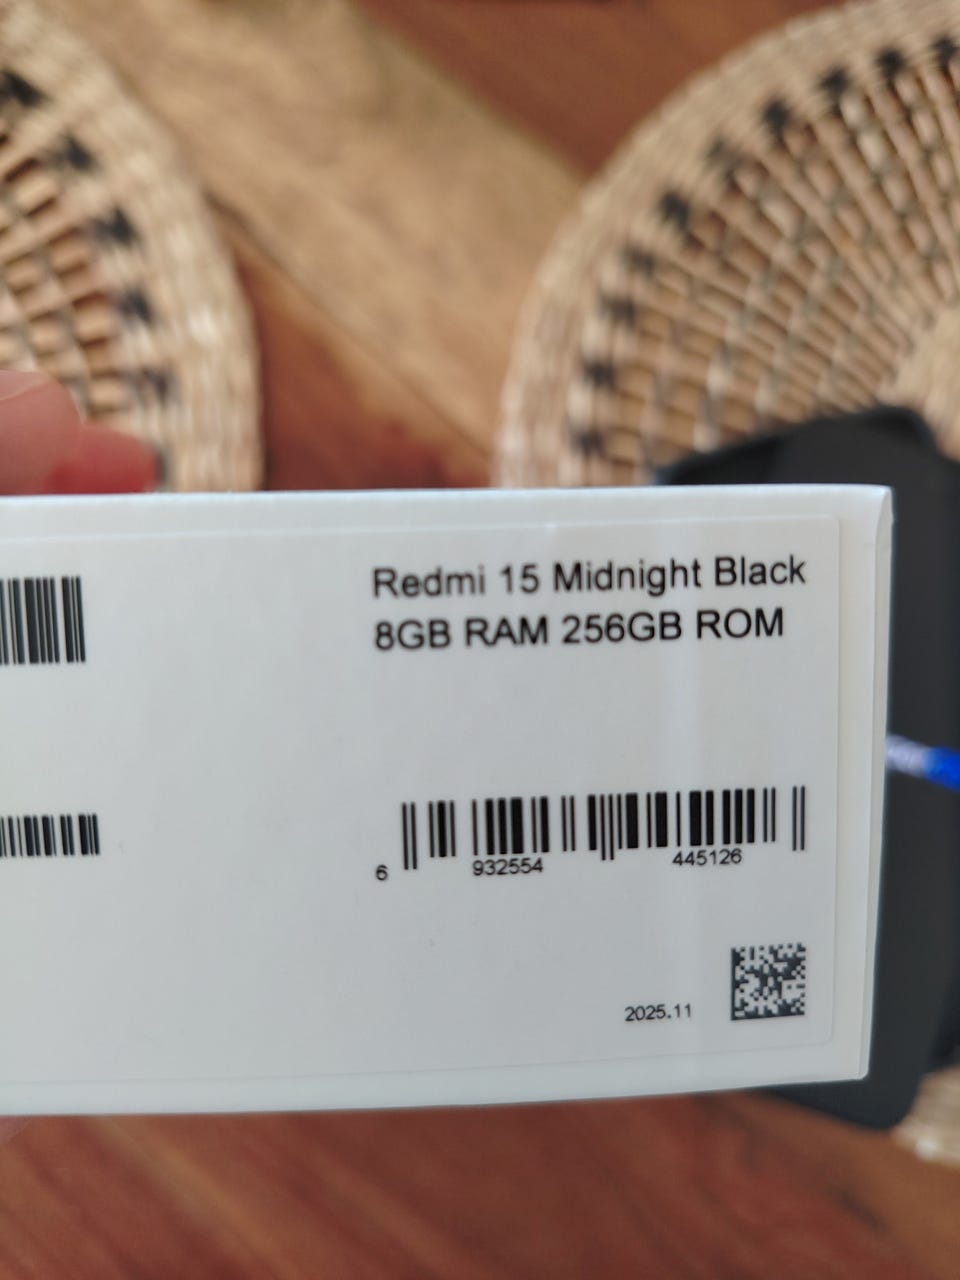 Redmi 15 Midnight Black
8GB RAM 256GB ROM
6 932554 445126
2025.11